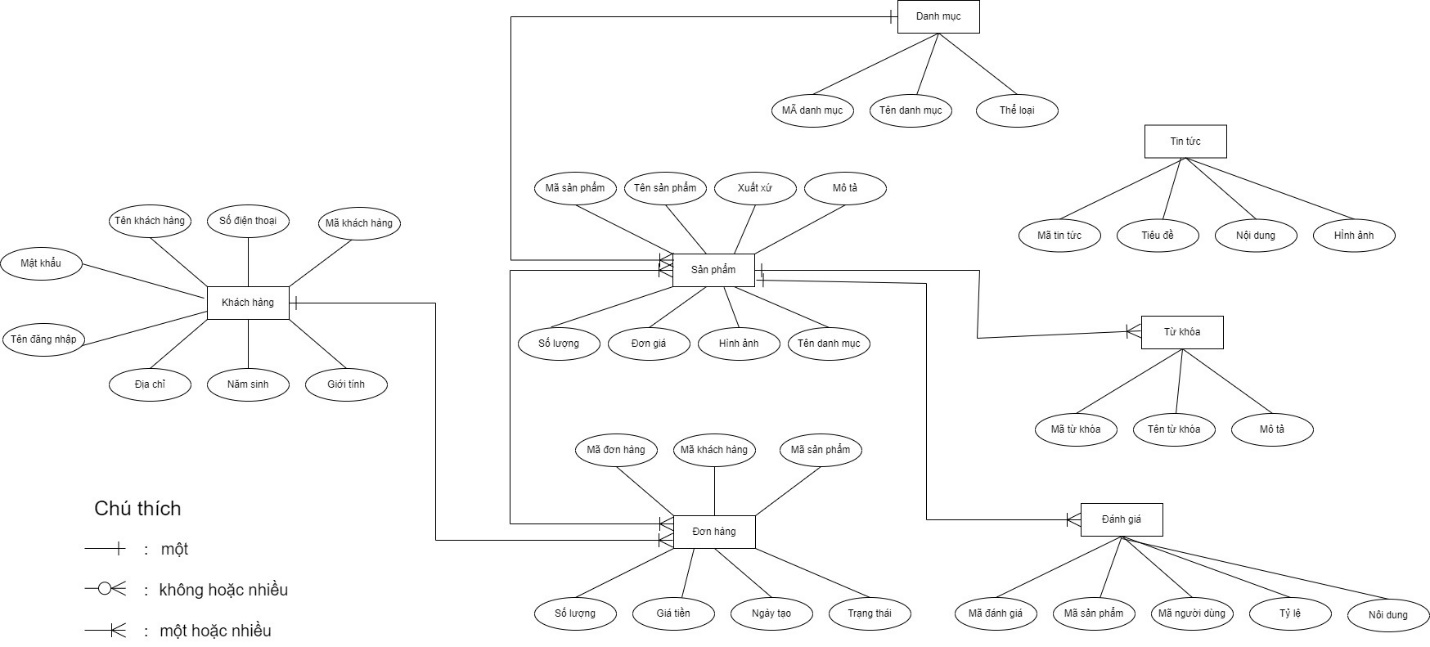 Danh mục
MÃ danh mục
Tên danh mục
Thể loại
Tin tức
Mã tin tức
Tiêu đề
Nội dung
Hình ảnh
Mã sản phẩm
Tên sản phẩm
Xuất xứ
Mô tả
Sản phẩm
Số lượng
Đơn giá
Hình ảnh
Tên danh mục
Tên khách hàng
Số điện thoại
Mã khách hàng
Mật khẩu
Khách hàng
Tên đăng nhập
Địa chỉ
Năm sinh
Giới tính
Từ khóa
Mã từ khóa
Tên từ khóa
Mô tả
Mã đơn hàng
Mã khách hàng
Mã sản phẩm
Đơn hàng
Số lượng
Giá tiền
Ngày tạo
Trạng thái
Đánh giá
Mã đánh giá
Mã sản phẩm
Mã người dùng
Tỷ lệ
Nôi dung
Chú thích
: một
: không hoặc nhiều
: một hoặc nhiều